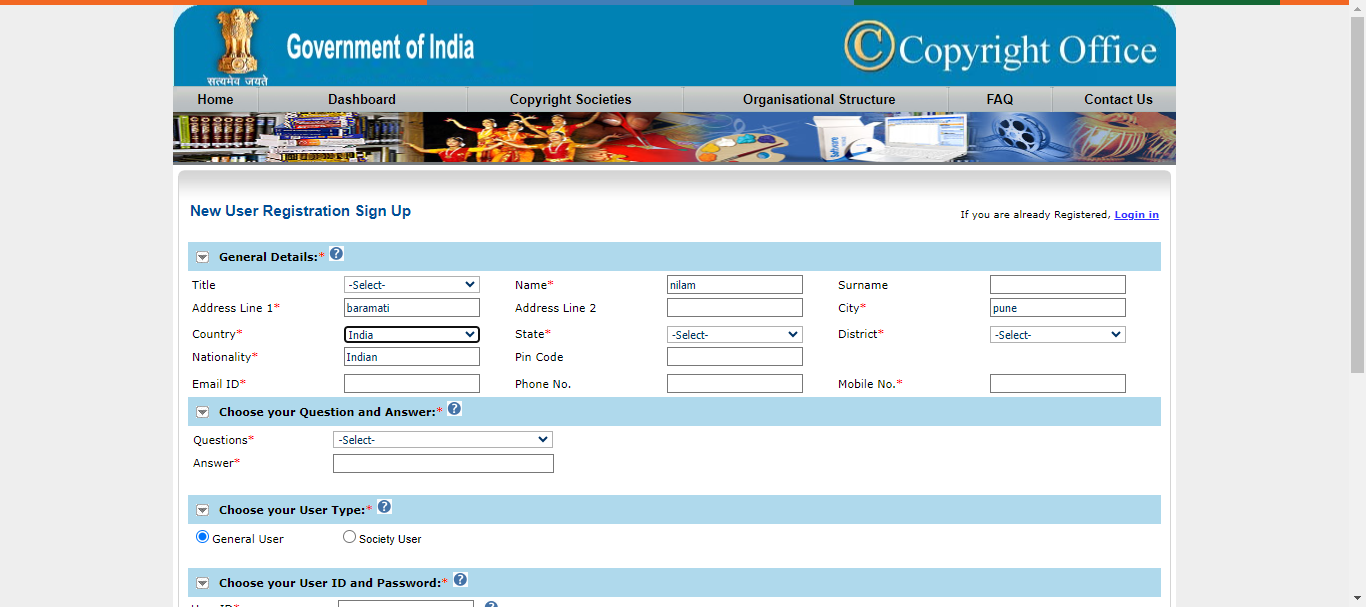 सत्यमेव जयते
Government of India
©Copyright Office
Home Dashboard Copyright Societies Organisational Structure FAQ Contact Us
New User Registration Sign Up
If you are already Registered, Login in
General Details:* ?
Title -Select- Name* nilam Surname
Address Line 1* baramati Address Line 2 City* pune
Country* India State* -Select- District* -Select-
Nationality* Indian Pin Code
Email ID* Phone No. Mobile No.*
Choose your Question and Answer:* ?
Questions* -Select-
Answer*
Choose your User Type:* ?
General User Society User
Choose your User ID and Password:* ?
User ID* ?